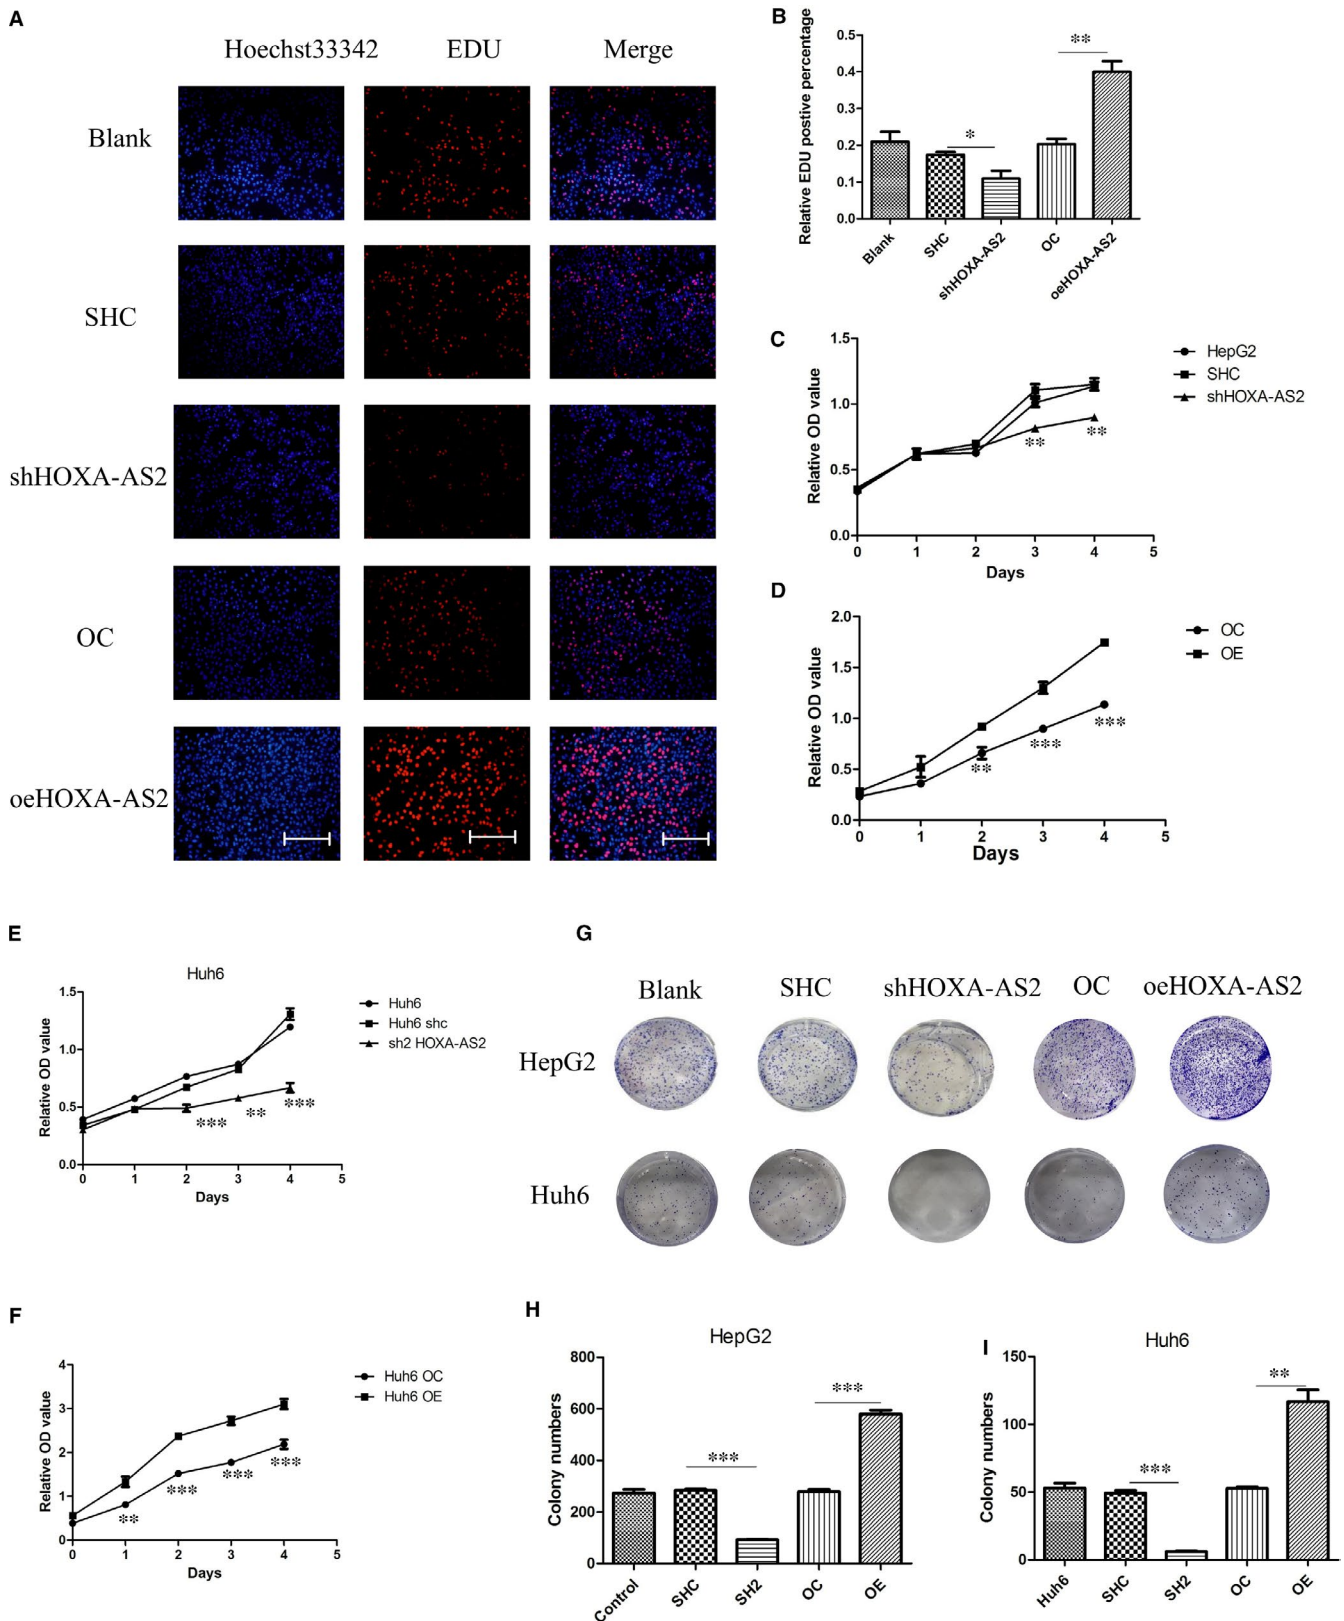 A
Hoechst33342 EDU Merge
Blank
SHC
shHOXA-AS2
OC
oeHOXA-AS2
B
Relative EDU postive percentage
0.5
0.4
0.3
0.2
0.1
0.0
*
**
Blank SHC shHOXA-AS2 OC oeHOXA-AS2
C
Relative OD value
1.5
1.0
0.5
0.0
** **
0 1 2 3 4 5
Days
HepG2
SHC
shHOXA-AS2
D
Relative OD value
2.0
1.5
1.0
0.5
0.0
** *** ***
0 1 2 3 4 5
Days
OC
OE
E
Huh6
Relative OD value
1.5
1.0
0.5
0.0
*** ** ***
0 1 2 3 4 5
Days
Huh6
Huh6 shc
sh2 HOXA-AS2
F
Relative OD value
4
3
2
1
0
** *** *** ***
0 1 2 3 4 5
Days
Huh6 OC
Huh6 OE
G
Blank SHC shHOXA-AS2 OC oeHOXA-AS2
HepG2
Huh6
H
HepG2
Colony numbers
800
600
400
200
0
*** ***
Control SHC SH2 OC OE
I
Huh6
Colony numbers
150
100
50
0
*** **
Huh6 SHC SH2 OC OE